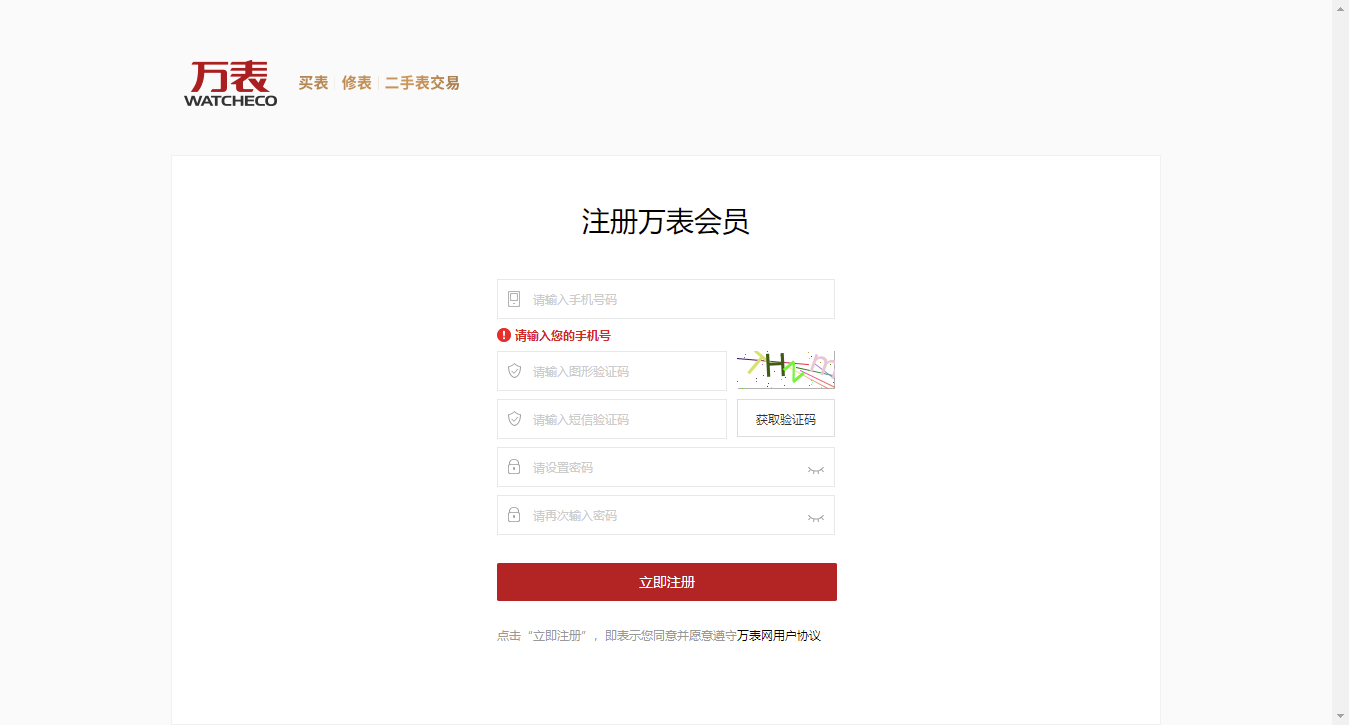 万表
WATCHECO
买表 修表 二手表交易
注册万表会员
请输入手机号码
请输入您的手机号
请输入图形验证码
请输入短信验证码
获取验证码
请设置密码
请再次输入密码
立即注册
点击“立即注册”，即表示您同意并愿意遵守万表网用户协议